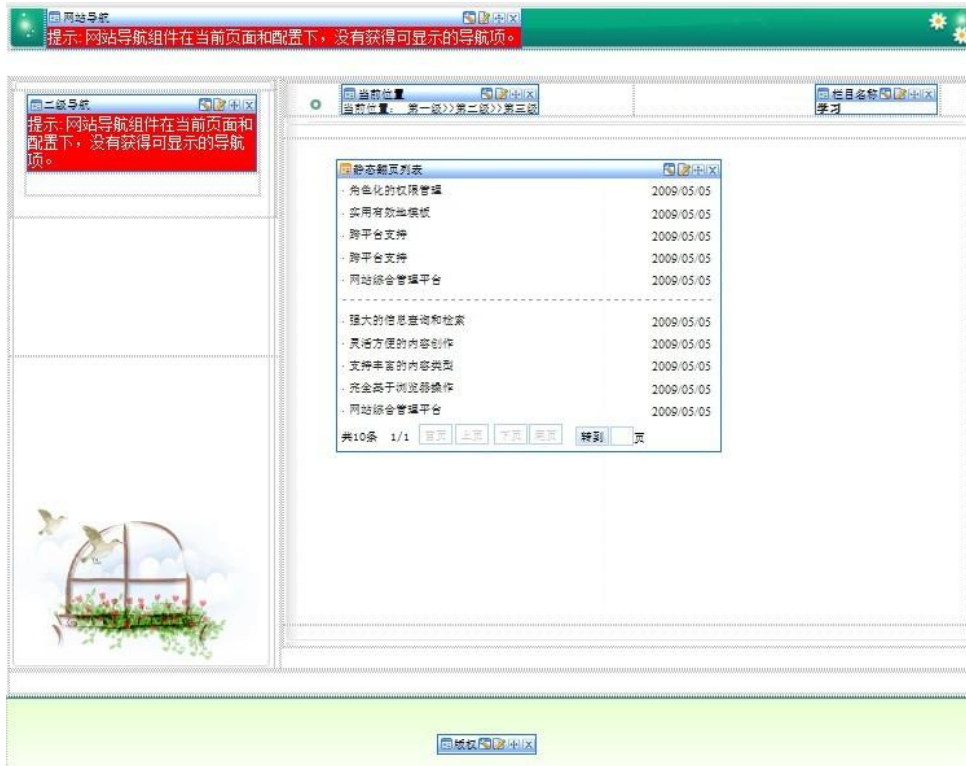 网站导航
提示:网站导航组件在当前页面和配置下，没有获得可显示的导航项。
二级导航
提示:网站导航组件在当前页面和
配置下，没有获得可显示的导航
项。
当前位置
当前位置： 第一级>>第二级>>第三级
栏目名称
学习
静态翻页列表
· 角色化的权限管理 2009/05/05
· 实用有效地模板 2009/05/05
· 跨平台支持 2009/05/05
· 跨平台支持 2009/05/05
· 网站综合管理平台 2009/05/05
· 强大的信息查询和检索 2009/05/05
· 灵活方便的内容创作 2009/05/05
· 支持丰富的内容类型 2009/05/05
· 完全基于浏览器操作 2009/05/05
· 网站综合管理平台 2009/05/05
共10条 1/1 首页 上页 下页 尾页 转到 页
版权